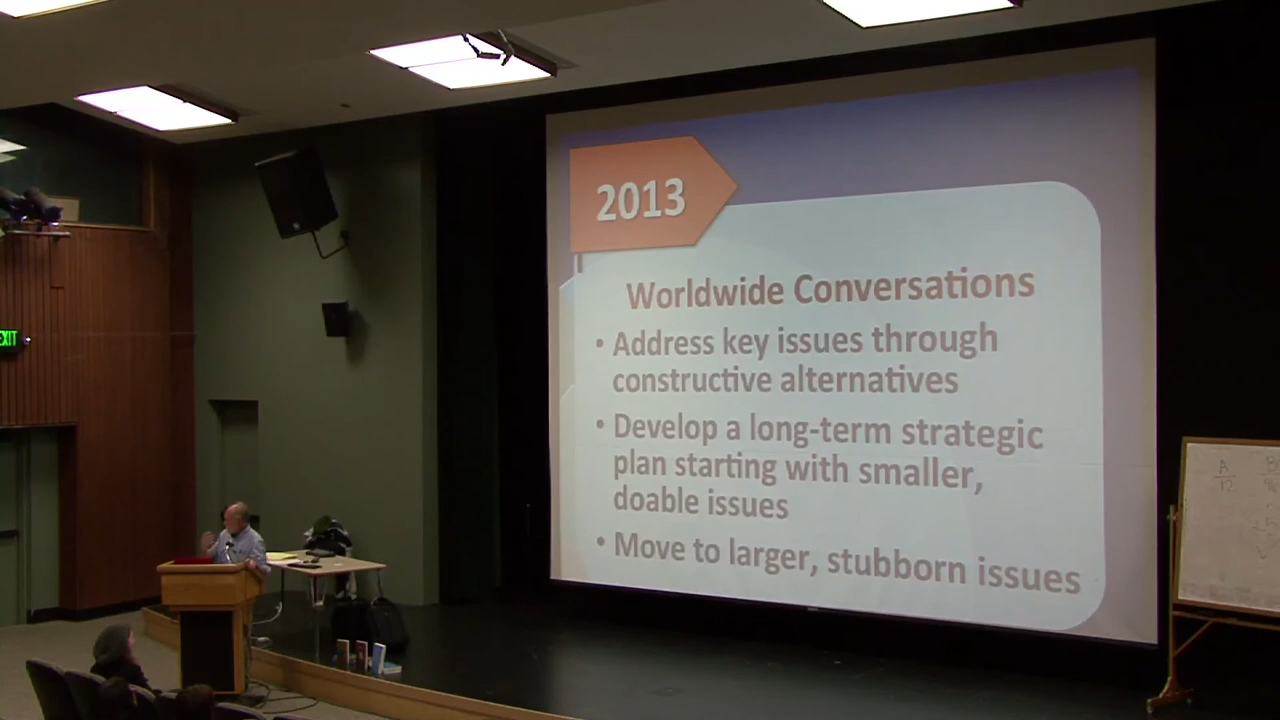 2013
Worldwide Conversations
• Address key issues through
constructive alternatives
• Develop a long-term strategic
plan starting with smaller,
doable issues
• Move to larger, stubborn issues
EXIT
A
12